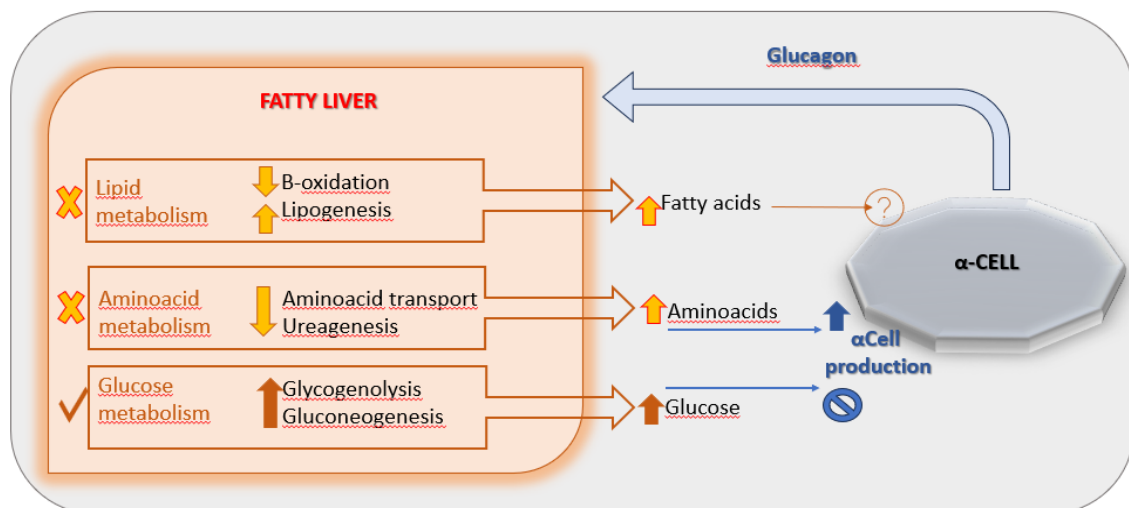 Glucagon
FATTY LIVER
Lipid
metabolism
B-oxidation
Lipogenesis
Fatty acids
?
α-CELL
Aminoacid
metabolism
Aminoacid transport
Ureagenesis
Aminoacids
αCell
production
Glucose
metabolism
Glycogenolysis
Gluconeogenesis
Glucose